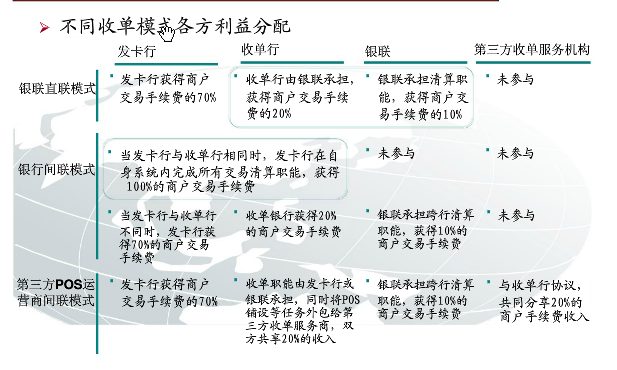 不同收单模式各方利益分配
发卡行
收单行
银联
第三方收单服务机构
银联直联模式
发卡行获得商户
交易手续费的70%
收单行由银联承担，
获得商户交易手续
费的20%
银联承担清算职
能，获得商户交
易手续费的10%
未参与
银行间联模式
当发卡行与收单行相同时，发卡行在自
身系统内完成所有交易清算职能，获得
100%的商户交易手续费
未参与
未参与
当发卡行与收单行
不同时，发卡行获
得70%的商户交易
手续费
收单银行获得20%
的商户交易手续费
银联承担跨行清算
职能，获得10%的
商户交易手续费
未参与
第三方POS运
营商间联模式
发卡行获得商户
交易手续费的70%
收单职能由发卡行或
银联承担，同时将POS
铺设等任务外包给第
三方收单服务商，双
方共享20%的收入
银联承担跨行清算
职能，获得10%的
商户交易手续费
与收单行协议，
共同分享20%的
商户手续费收入